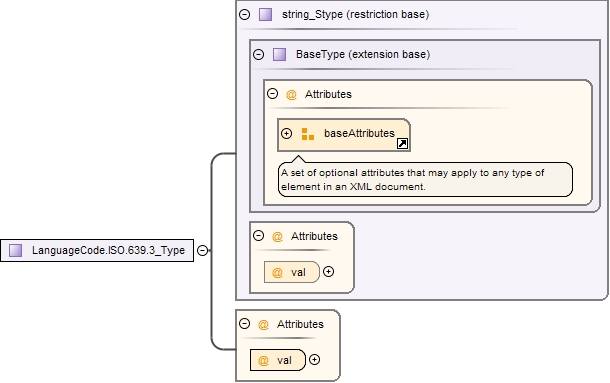 string_Stype (restriction base)
BaseType (extension base)
@ Attributes
baseAttributes
A set of optional attributes that may apply to any type of
element in an XML document.
@ Attributes
@ val
LanguageCode.ISO.639.3_Type
@ Attributes
@ val